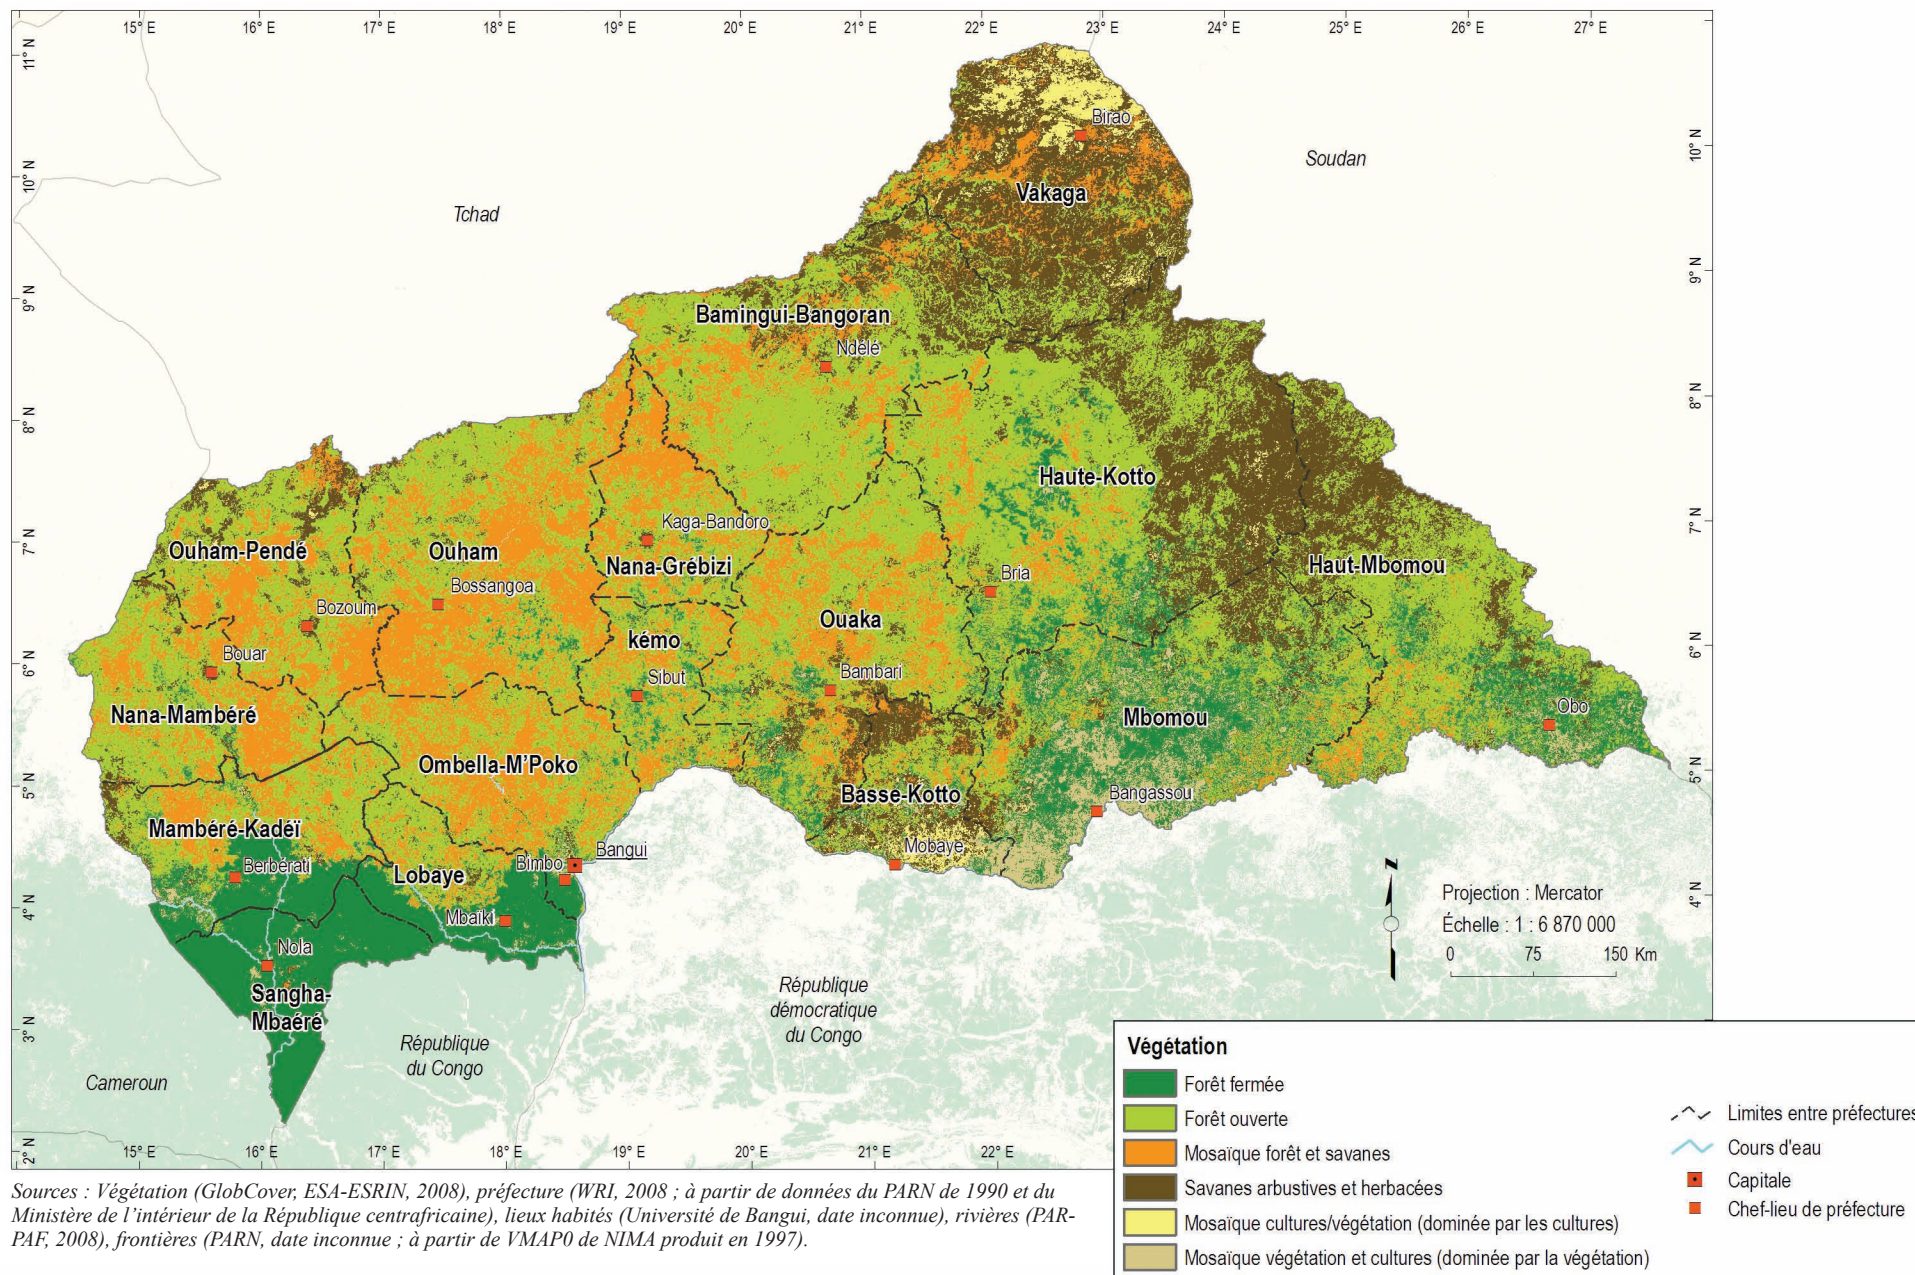 15° E 16° E 17° E 18° E 19° E 20° E 21° E 22° E 23° E 24° E 25° E 26° E 27° E
11° N
10° N
9° N
8° N
7° N
6° N
5° N
4° N
3° N
2° N
10° N
9° N
8° N
7° N
6° N
5° N
4° N
Birao
Soudan
Vakaga
Tchad
Bamingui-Bangoran
Ndélé
Haute-Kotto
Kaga-Bandoro
Ouham-Pendé
Ouham
Nana-Grébizi
Haut-Mbomou
Bria
Bossangoa
Bozoum
Ouaka
kémo
Bouar
Sibut
Bambari
Nana-Mambéré
Mbomou
Obo
Ombella-M'Poko
Basse-Kotto
Bangassou
Mambéré-Kadéï
Mobaye
Berbérati
Lobaye
Bimbo
Bangui
Mbaïki
Nola
Sangha-
Mbaéré
République
démocratique
du Congo
République
du Congo
Cameroun
N
Projection : Mercator
Échelle : 1 : 6 870 000
0 75 150 Km
15° E 16° E 17° E 18° E 19° E 20° E 21° E 22° E
Végétation
Forêt fermée
Forêt ouverte
Mosaïque forêt et savanes
Savanes arbustives et herbacées
Mosaïque cultures/végétation (dominée par les cultures)
Mosaïque végétation et cultures (dominée par la végétation)
Limites entre préfectures
Cours d'eau
Capitale
Chef-lieu de préfecture
Sources : Végétation (GlobCover, ESA-ESRIN, 2008), préfecture (WRI, 2008 ; à partir de données du PARN de 1990 et du
Ministère de l'intérieur de la République centrafricaine), lieux habités (Université de Bangui, date inconnue), rivières (PAR-
PAF, 2008), frontières (PARN, date inconnue ; à partir de VMAP0 de NIMA produit en 1997).